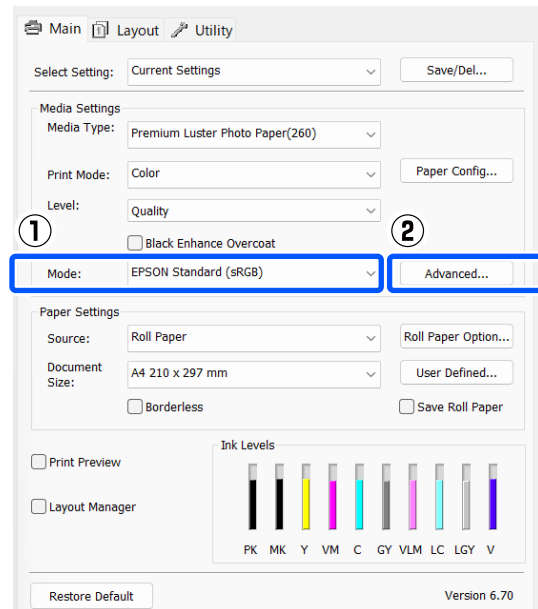 Main Layout Utility
Select Setting: Current Settings Save/Del...
Media Settings
Media Type: Premium Luster Photo Paper(260)
Print Mode: Color Paper Config...
Level: Quality
① ②
Black Enhance Overcoat
Mode: EPSON Standard (sRGB) Advanced...
Paper Settings
Source: Roll Paper Roll Paper Option...
Document
Size: A4 210 x 297 mm User Defined...
Borderless Save Roll Paper
Ink Levels
Print Preview
Layout Manager
PK MK Y VM C GY VLM LC LGY V
Restore Default Version 6.70